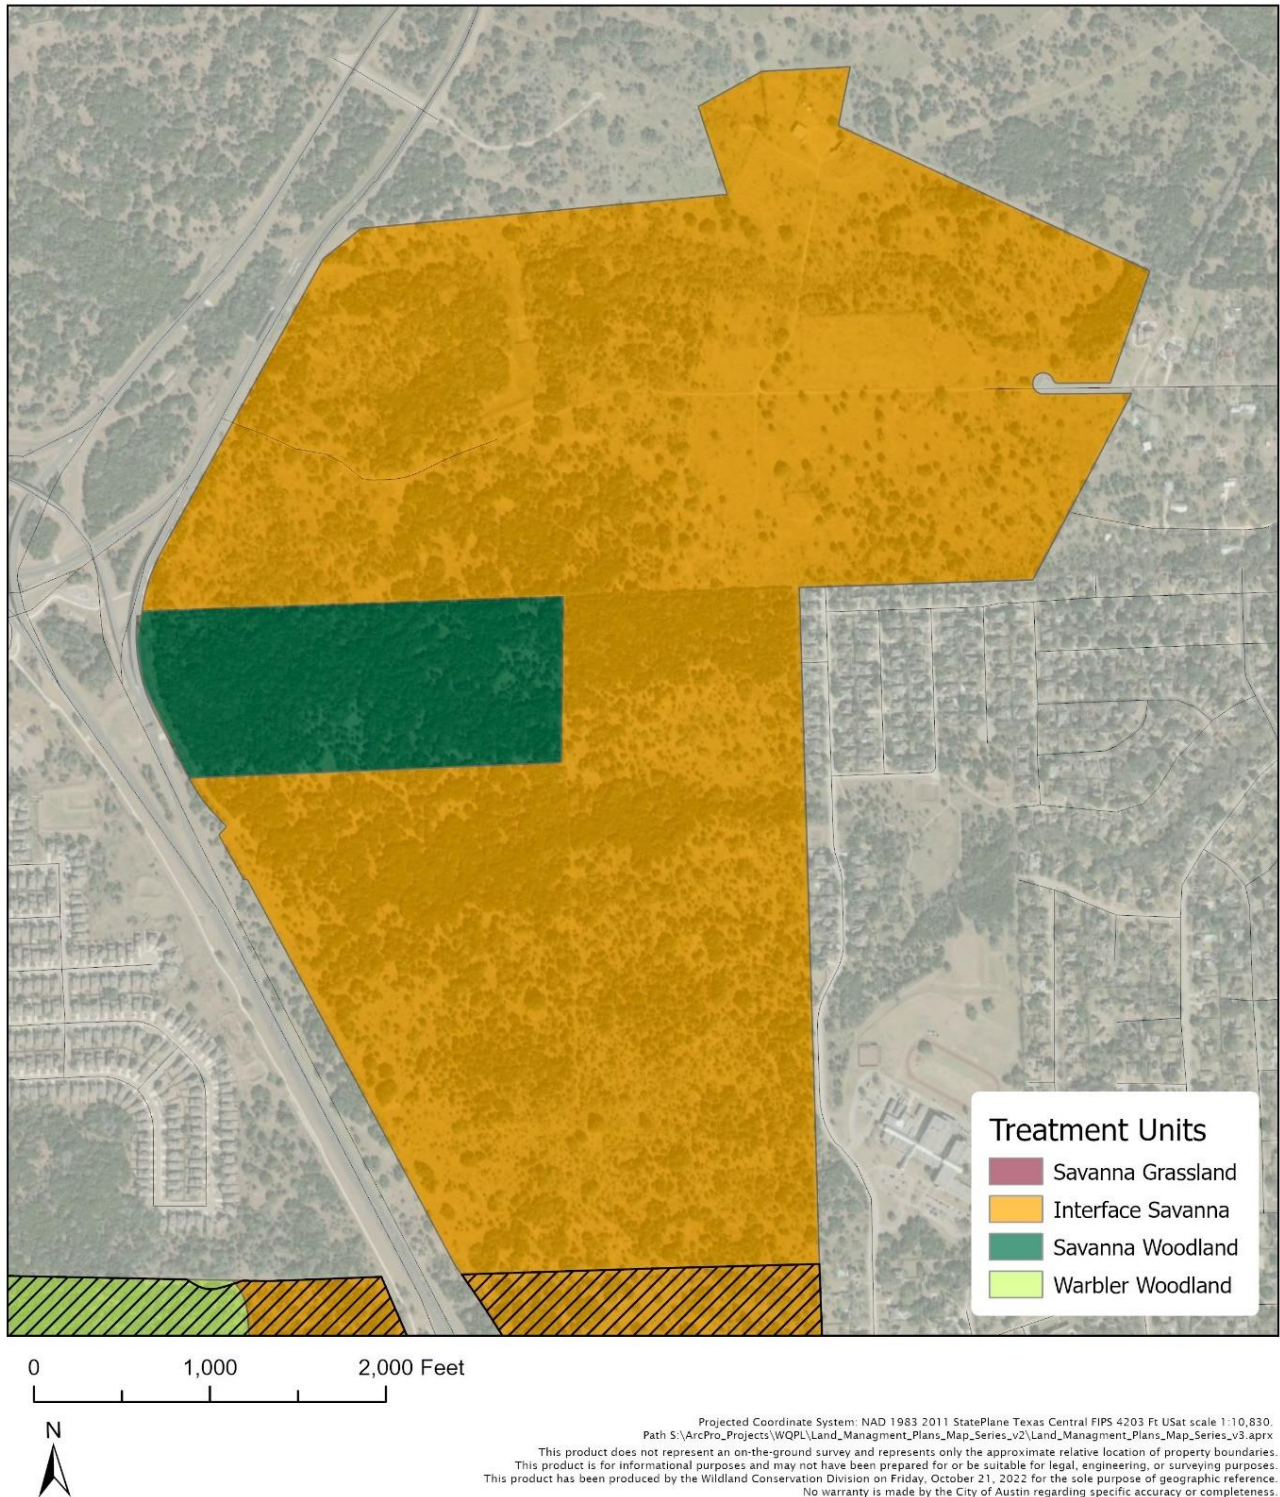 Treatment Units
Savanna Grassland
Interface Savanna
Savanna Woodland
Warbler Woodland
0 1,000 2,000 Feet
N
Projected Coordinate System: NAD 1983 2011 StatePlane Texas Central FIPS 4203 Ft USat scale 1:10,830.
Path S:\ArcPro_Projects\WQPL\Land_Managment_Plans_Map_Series_v2\Land_Managment_Plans_Map_Series_v3.aprx
This product does not represent an on-the-ground survey and represents only the approximate relative location of property boundaries.
This product is for informational purposes and may not have been prepared for or be suitable for legal, engineering, or surveying purposes.
This product has been produced by the Wildland Conservation Division on Friday, October 21, 2022 for the sole purpose of geographic reference.
No warranty is made by the City of Austin regarding specific accuracy or completeness.